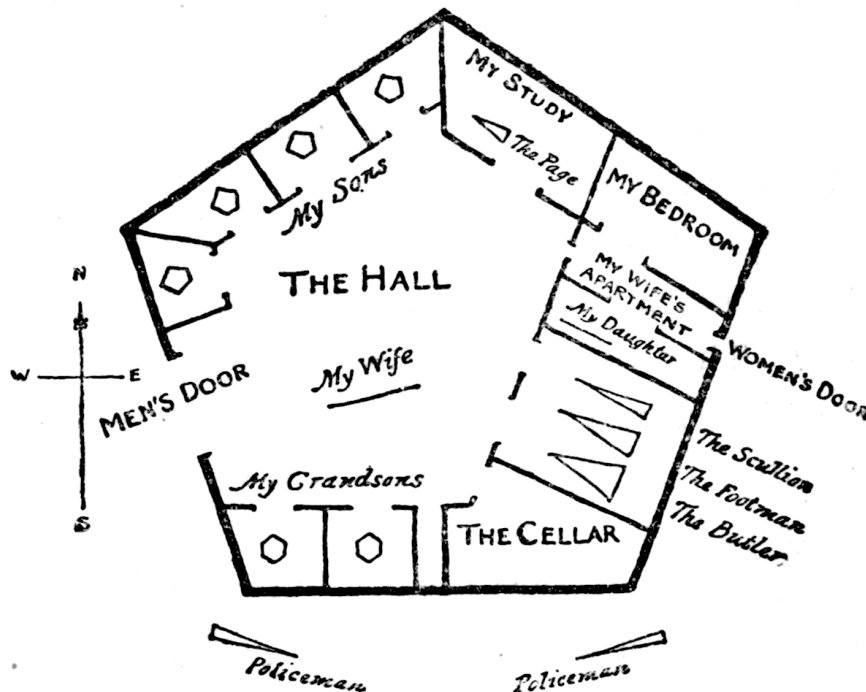 MY STUDY
The Page
My Sons
MY BEDROOM
THE HALL
MY WIFE'S
APARTMENT
My Daughter
N
W
E
S
MEN'S DOOR
My Wife
WOMEN'S DOOR
The Scullion
The Footman
The Butler
My Grandsons
THE CELLAR
Policeman
Policeman